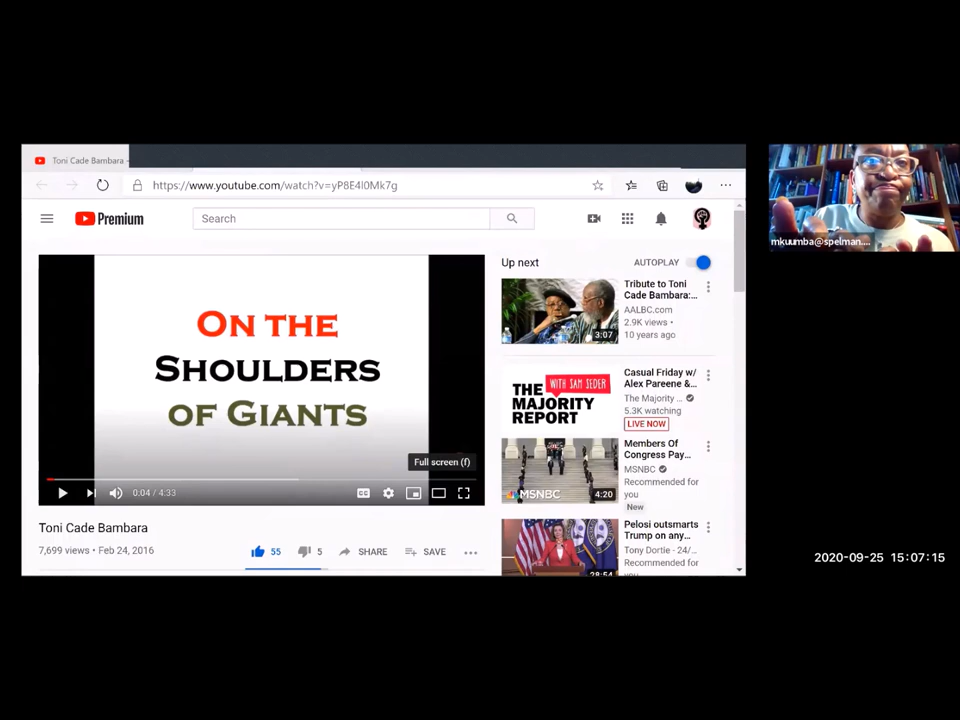 Toni Cade Bambara -
https://www.youtube.com/watch?v=yP8E4l0Mk7g
Premium
Search
On the
Shoulders
of Giants
Full screen (f)
0:04 / 4:33
CC
Toni Cade Bambara
7,699 views • Feb 24, 2016
55
5
SHARE
SAVE
Up next
AUTOPLAY
3:07
Tribute to Toni
Cade Bambara:...
AALBC.com
2.9K views •
10 years ago
THE
WITH SAM SEDER
MAJORITY
REPORT
Casual Friday w/
Alex Pareene &...
The Majority ...
5.3K watching
LIVE NOW
MSNBC
4:20
Members Of
Congress Pay...
MSNBC
Recommended for
you
New
28:54
Pelosi outsmarts
Trump on any...
Tony Dortie - 24/...
Recommended for
you
mkuumba@spelman....
2020-09-25 15:07:15